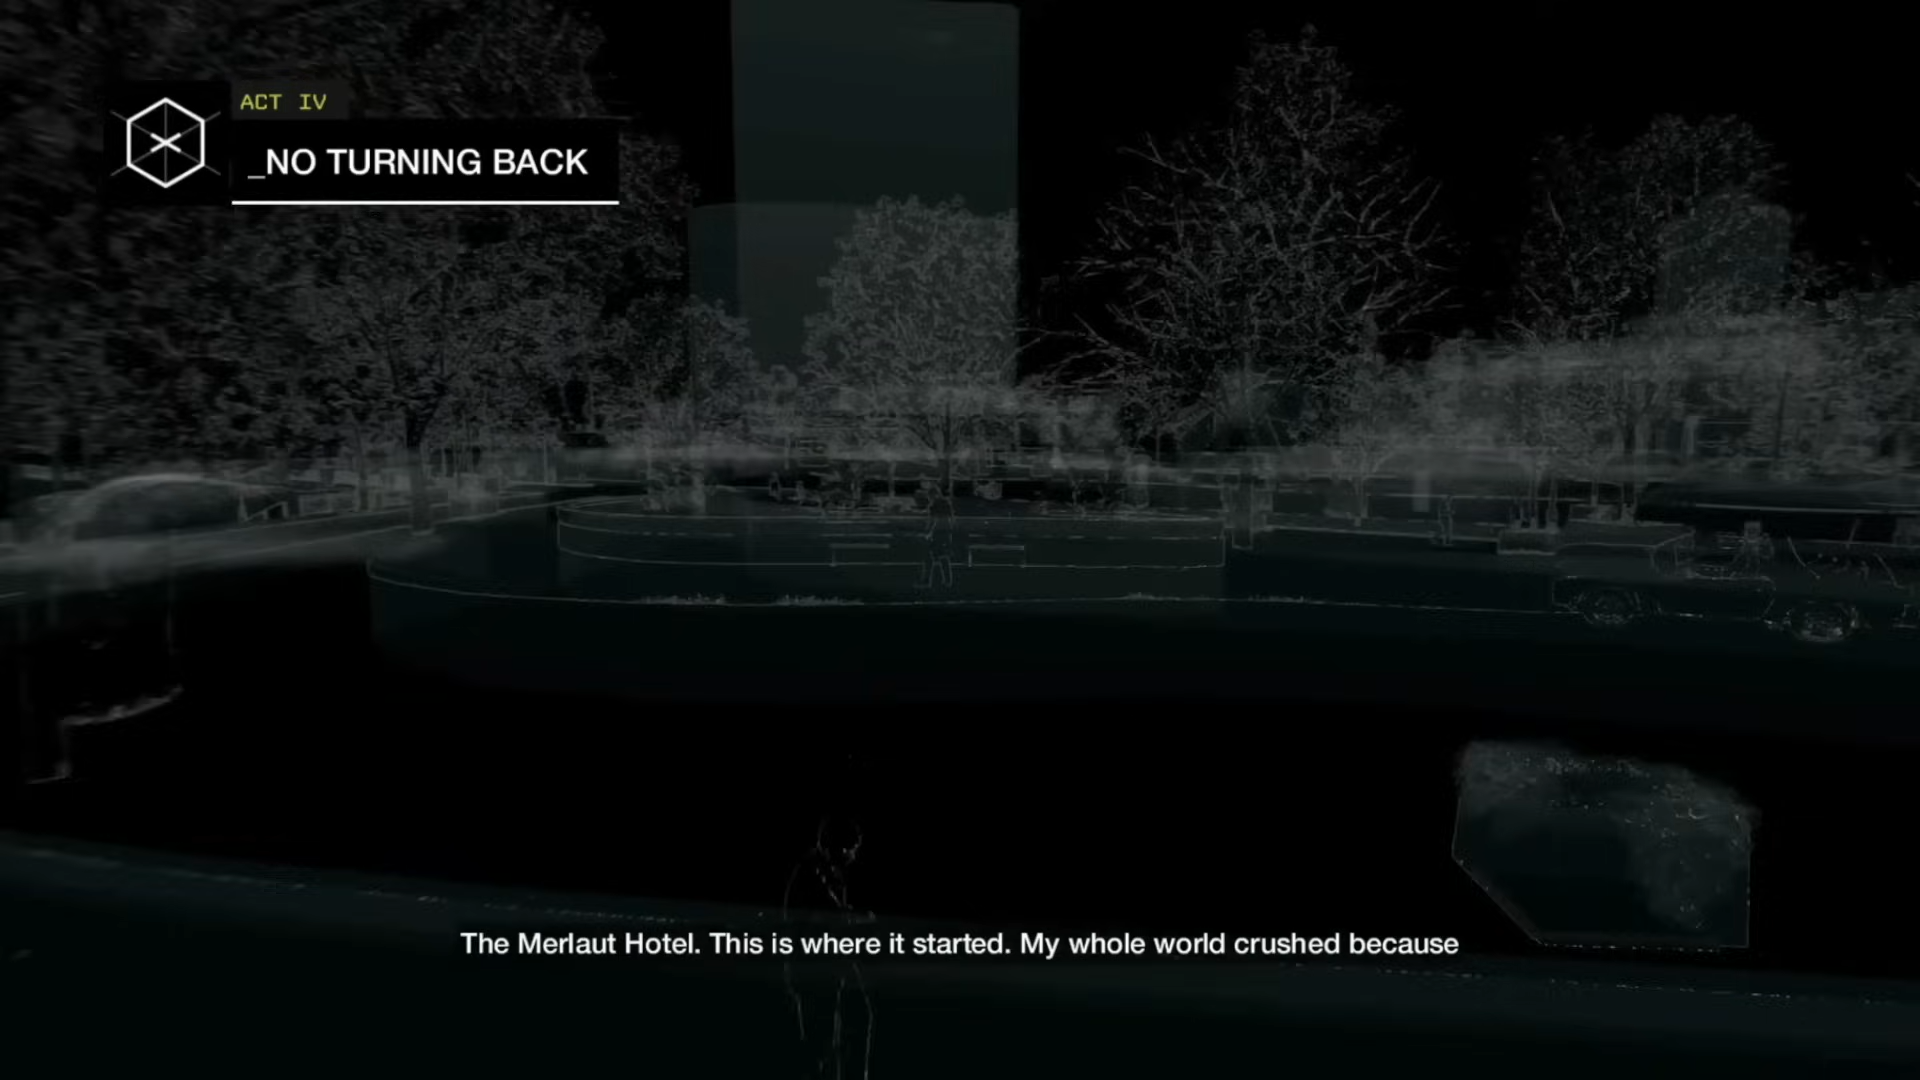 ACT IV
_NO TURNING BACK
The Merlaut Hotel. This is where it started. My whole world crushed because